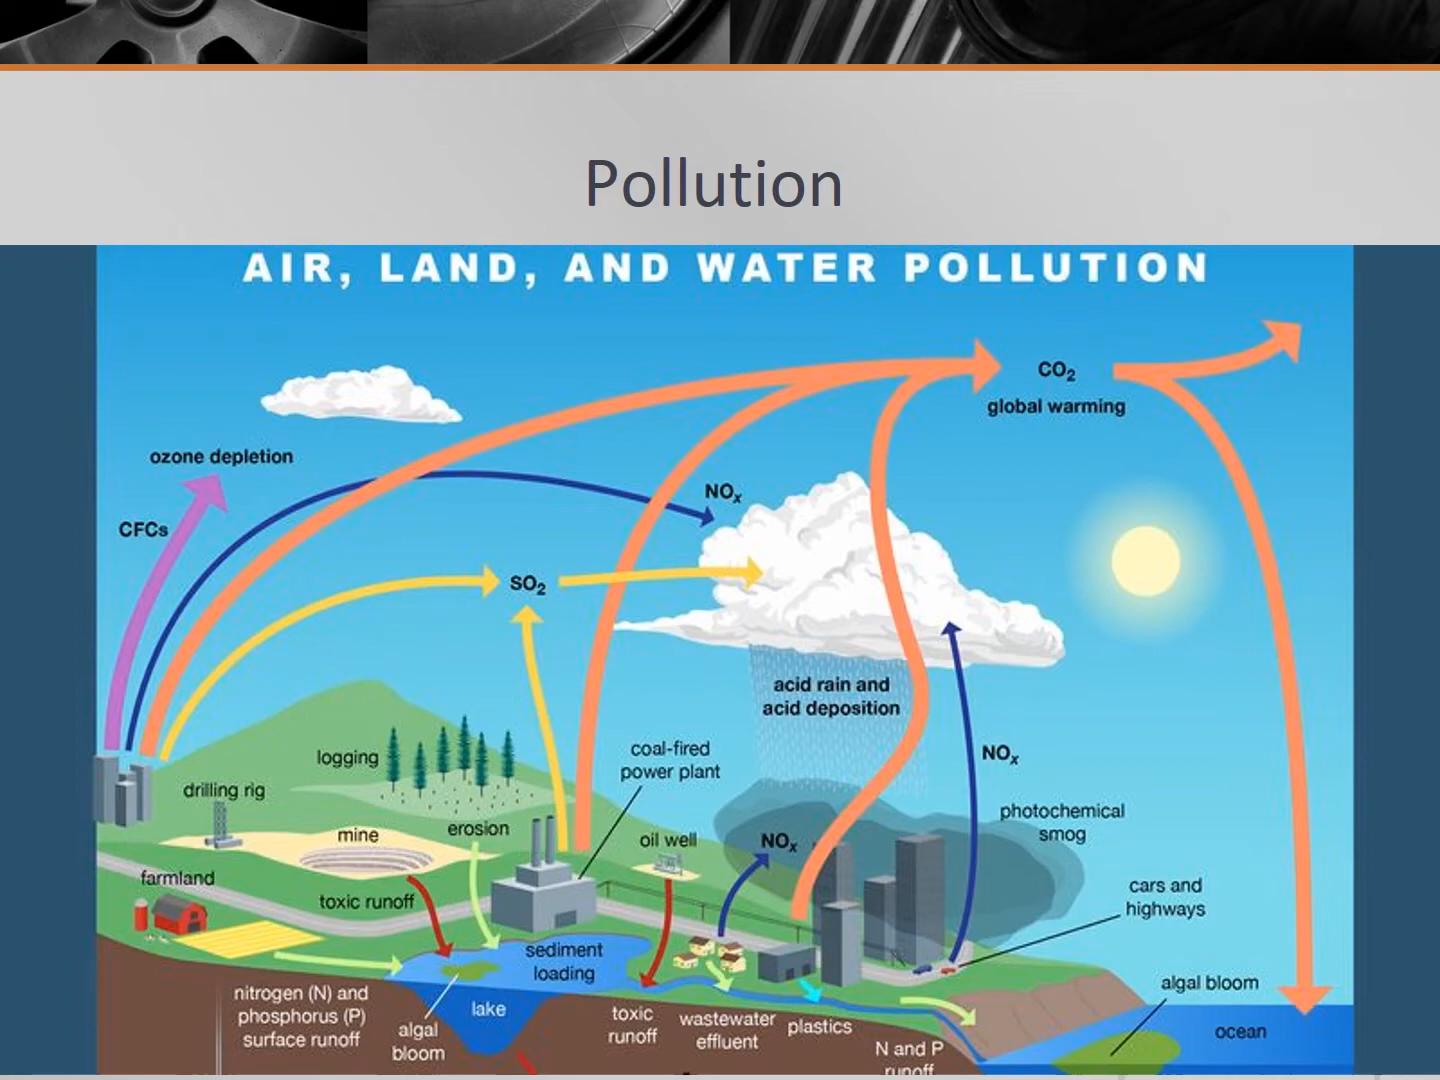 Pollution
AIR, LAND, AND WATER POLLUTION
CO₂
global warming
ozone depletion
CFCs
NOₓ
SO₂
acid rain and
acid deposition
NOₓ
logging
coal-fired
power plant
drilling rig
photochemical
smog
mine
erosion
oil well
NOₓ
farmland
toxic runoff
cars and
highways
sediment
loading
algal bloom
nitrogen (N) and
phosphorus (P)
surface runoff
lake
algal
bloom
toxic
runoff
wastewater
effluent
plastics
ocean
N and P
runoff